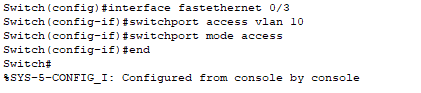 Switch(config)#interface fastethernet 0/3
Switch(config-if)#switchport access vlan 10
Switch(config-if)#switchport mode access
Switch(config-if)#end
Switch#
%SYS-5-CONFIG_I: Configured from console by console